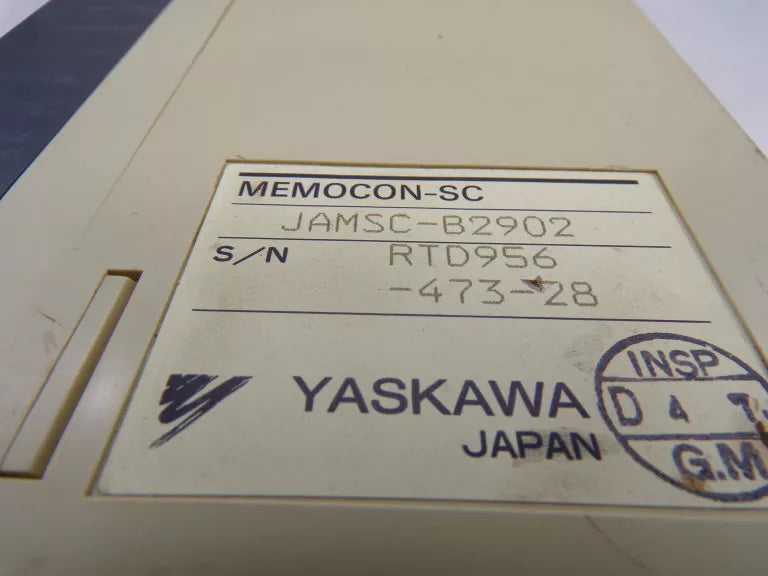 MEMOCON-SC
JAMSC-B2902
S/N RTD956
-473-28
YASKAWA
JAPAN
INSP
D 4
G.M